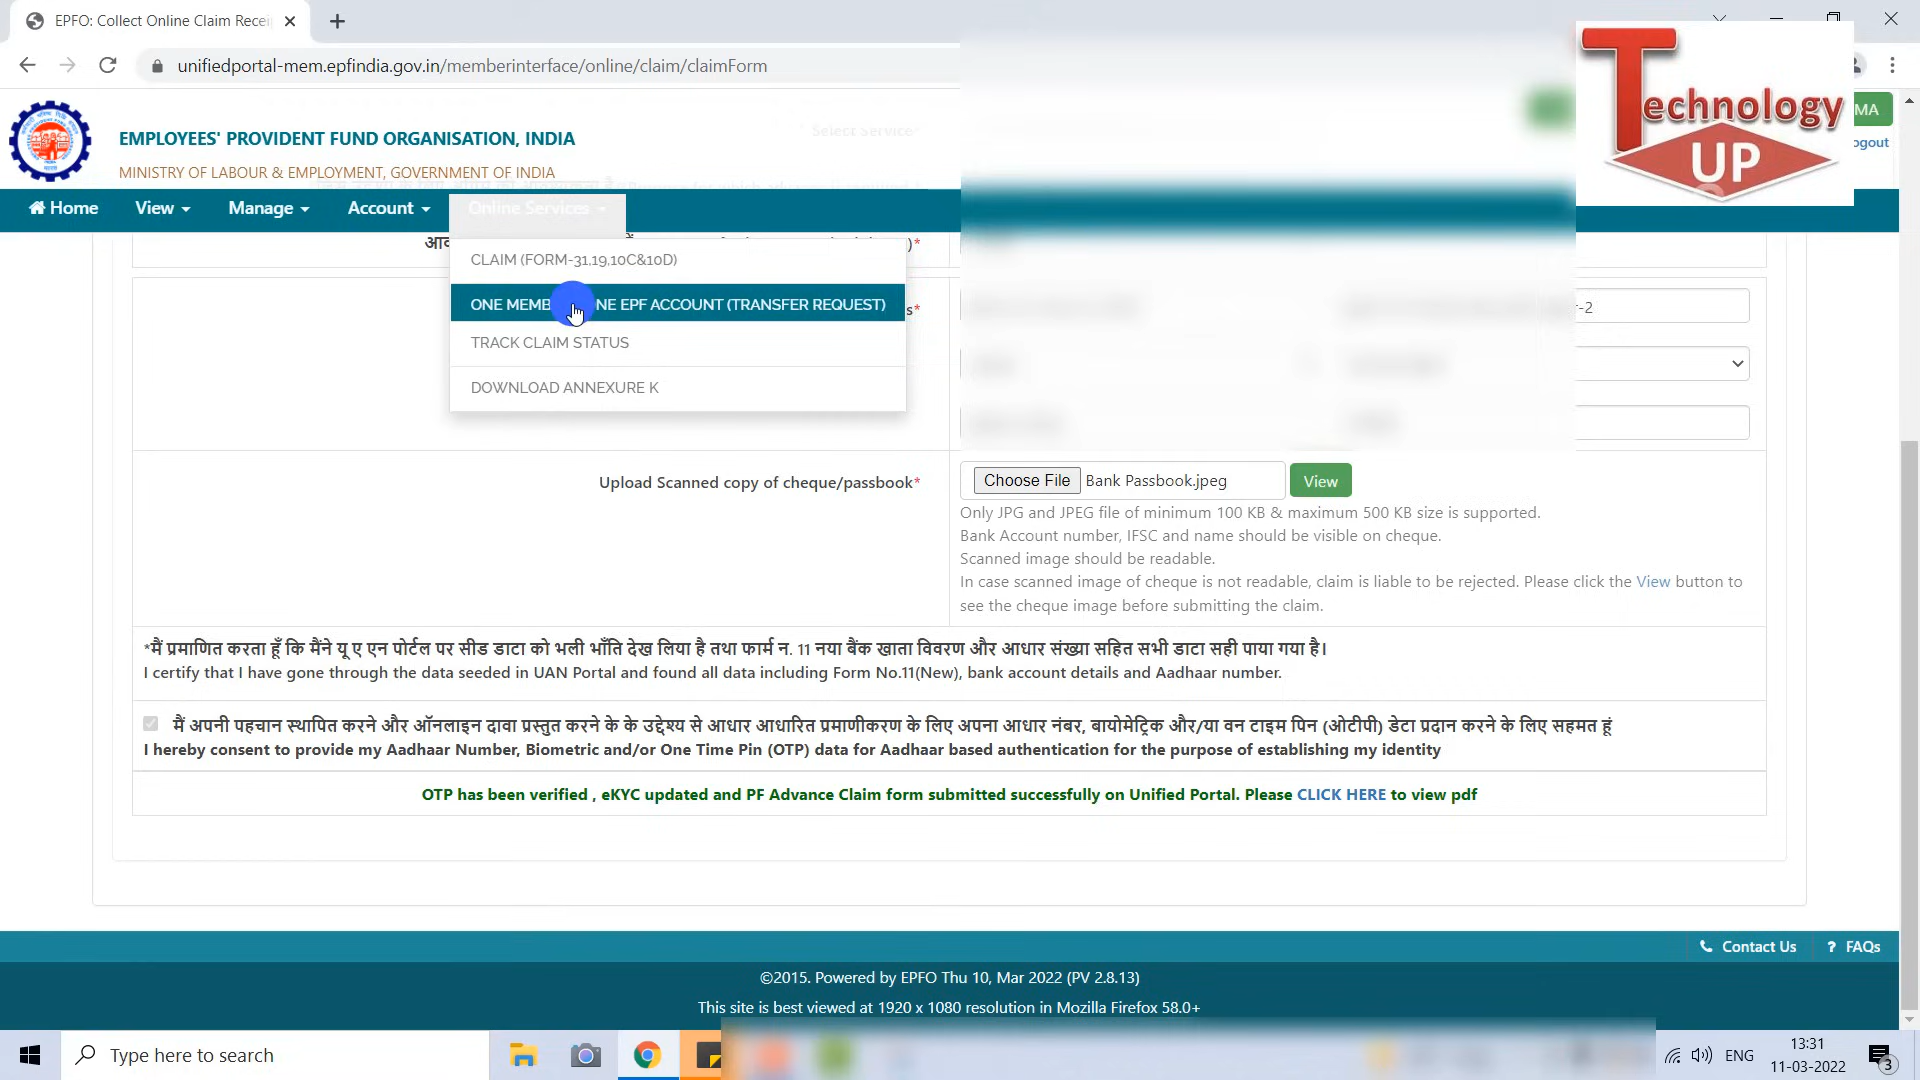 EPFO: Collect Online Claim Recei
unifiedportal-mem.epfindia.gov.in/memberinterface/online/claim/claimForm
Technology
UP
MA
ogout
EMPLOYEES' PROVIDENT FUND ORGANISATION, INDIA
MINISTRY OF LABOUR & EMPLOYMENT, GOVERNMENT OF INDIA
Select Service
Home View Manage Account Online Services
CLAIM (FORM-31,19,10C&10D)
ONE MEMB NE EPF ACCOUNT (TRANSFER REQUEST)
TRACK CLAIM STATUS
DOWNLOAD ANNEXURE K
r-2
Upload Scanned copy of cheque/passbook*
Choose File Bank Passbook.jpeg View
Only JPG and JPEG file of minimum 100 KB & maximum 500 KB size is supported.
Bank Account number, IFSC and name should be visible on cheque.
Scanned image should be readable.
In case scanned image of cheque is not readable, claim is liable to be rejected. Please click the View button to
see the cheque image before submitting the claim.
*मैं प्रमाणित करता हूँ कि मैंने यू ए एन पोर्टल पर सीड डाटा को भली भाँति देख लिया है तथा फार्म न. 11 नया बैंक खाता विवरण और आधार संख्या सहित सभी डाटा सही पाया गया है।
I certify that I have gone through the data seeded in UAN Portal and found all data including Form No.11(New), bank account details and Aadhaar number.
मैं अपनी पहचान स्थापित करने और ऑनलाइन दावा प्रस्तुत करने के के उद्देश्य से आधार आधारित प्रमाणीकरण के लिए अपना आधार नंबर, बायोमेट्रिक और/या वन टाइम पिन (ओटीपी) डेटा प्रदान करने के लिए सहमत हूं
I hereby consent to provide my Aadhaar Number, Biometric and/or One Time Pin (OTP) data for Aadhaar based authentication for the purpose of establishing my identity
OTP has been verified , eKYC updated and PF Advance Claim form submitted successfully on Unified Portal. Please CLICK HERE to view pdf
Contact Us ? FAQs
©2015. Powered by EPFO Thu 10, Mar 2022 (PV 2.8.13)
This site is best viewed at 1920 x 1080 resolution in Mozilla Firefox 58.0+
Type here to search
ENG
13:31
11-03-2022
3